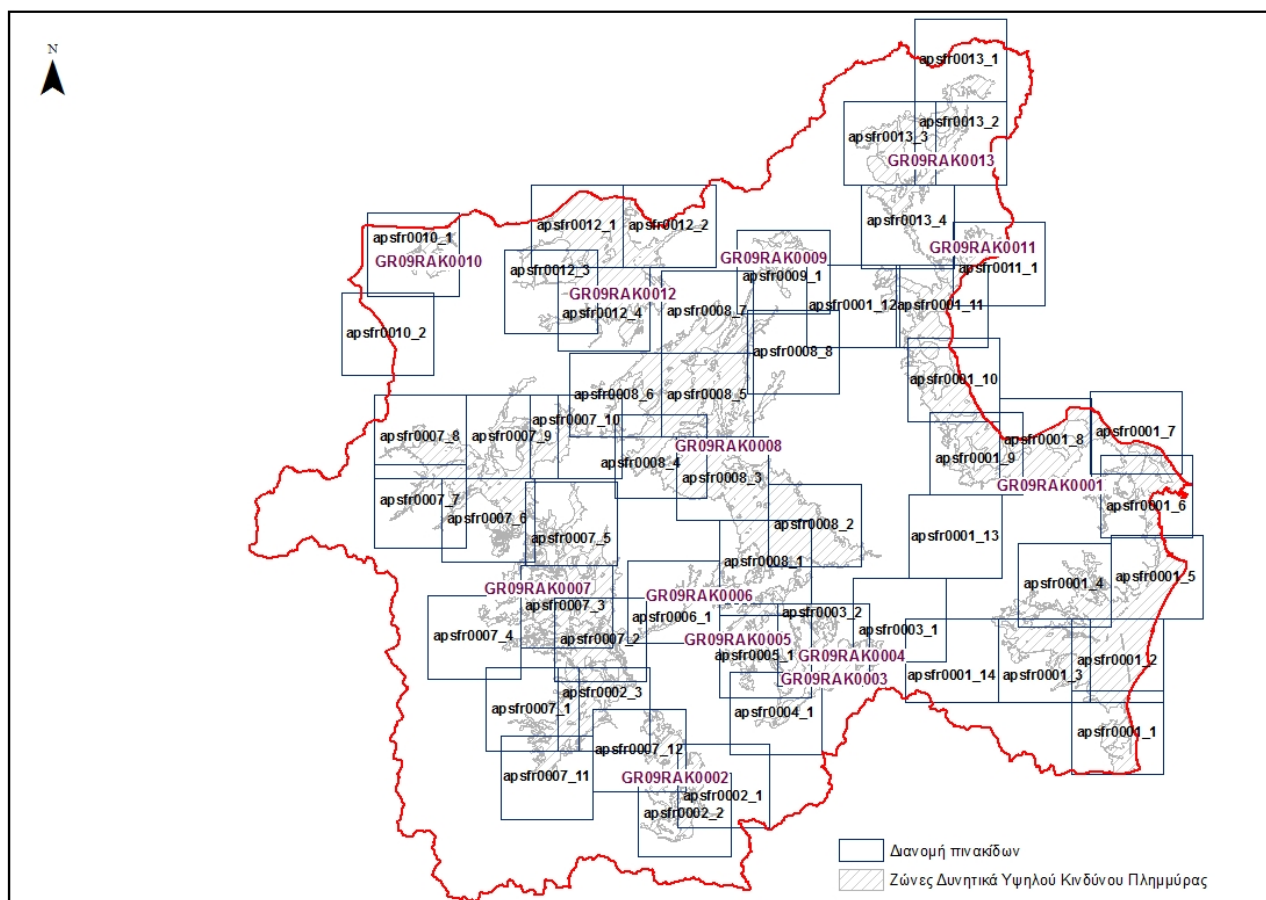 N
apsfr0013_1
apsfr0013_2
apsfr0013_3
GR09RAK0013
apsfr0013_4
apsfr0012_1
apsfr0012_2
apsfr0010_1
GR09RAK0010
GR09RAK0011
apsfr0011_1
GR09RAK0009
apsfr0009_1
apsfr0012_3
GR09RAK0012
apsfr0012_4
apsfr0008_7
apsfr0001_12
apsfr0001_11
apsfr0010_2
apsfr0008_8
apsfr0001_10
apsfr0008_6
apsfr0008_5
apsfr0007_10
apsfr0007_8
apsfr0007_9
apsfr0001_7
apsfr0001_8
apsfr0001_9
GR09RAK0008
apsfr0008_4
apsfr0008_3
GR09RAK0001
apsfr0007_7
apsfr0001_6
apsfr0007_6
apsfr0008_2
apsfr0007_5
apsfr0001_13
apsfr0008_1
apsfr0001_5
apsfr0001_4
GR09RAK0007
GR09RAK0006
apsfr0007_3
apsfr0003_2
apsfr0006_1
apsfr0003_1
apsfr0007_4
apsfr0007_2
GR09RAK0005
apsfr0005_1
GR09RAK0004
apsfr0001_2
apsfr0001_14
apsfr0001_3
GR09RAK0003
apsfr0002_3
apsfr0007_1
apsfr0004_1
apsfr0001_1
apsfr0007_12
apsfr0007_11
GR09RAK0002
apsfr0002_1
apsfr0002_2
Διανομή πινακίδων
Ζώνες Δυνητικά Υψηλού Κινδύνου Πλημμύρας